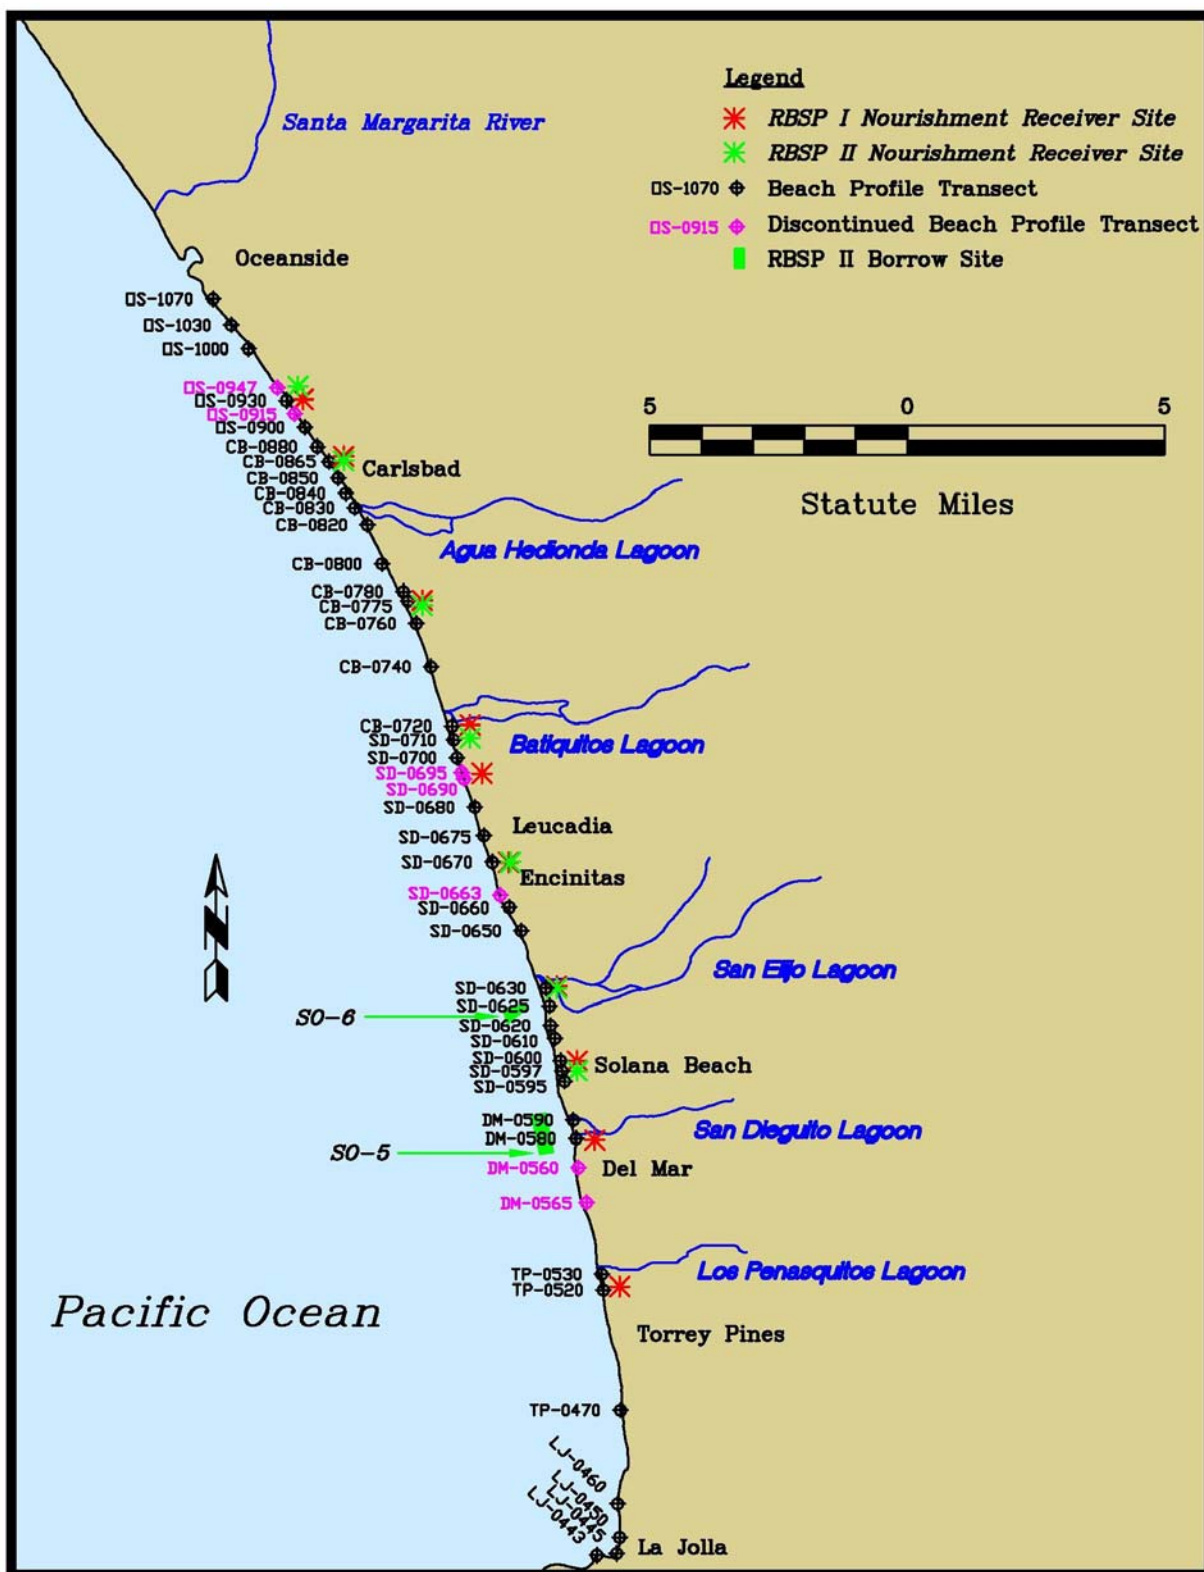 Legend
RBSP I Nourishment Receiver Site
RBSP II Nourishment Receiver Site
OS-1070 Beach Profile Transect
OS-0915 Discontinued Beach Profile Transect
RBSP II Borrow Site
Santa Margarita River
Oceanside
OS-1070
OS-1030
OS-1000
OS-0947
OS-0930
OS-0915
OS-0900
CB-0880
CB-0865
Carlsbad
CB-0850
CB-0840
CB-0830
CB-0820
5 0 5
Statute Miles
Agua Hedionda Lagoon
CB-0800
CB-0780
CB-0775
CB-0760
CB-0740
CB-0720
SD-0710
Batiquitos Lagoon
SD-0700
SD-0695
SD-0690
SD-0680
Leucadia
SD-0675
SD-0670
Encinitas
SD-0663
SD-0660
SD-0650
N
San Elijo Lagoon
SD-0630
SD-0625
SO-6
SD-0620
SD-0610
SD-0600
Solana Beach
SD-0597
SD-0595
DM-0590
San Dieguito Lagoon
DM-0580
SO-5
DM-0560
Del Mar
DM-0565
TP-0530
Los Penasquitos Lagoon
TP-0520
Pacific Ocean
Torrey Pines
TP-0470
LJ-0460
LJ-0450
LJ-0445
LJ-0443
La Jolla